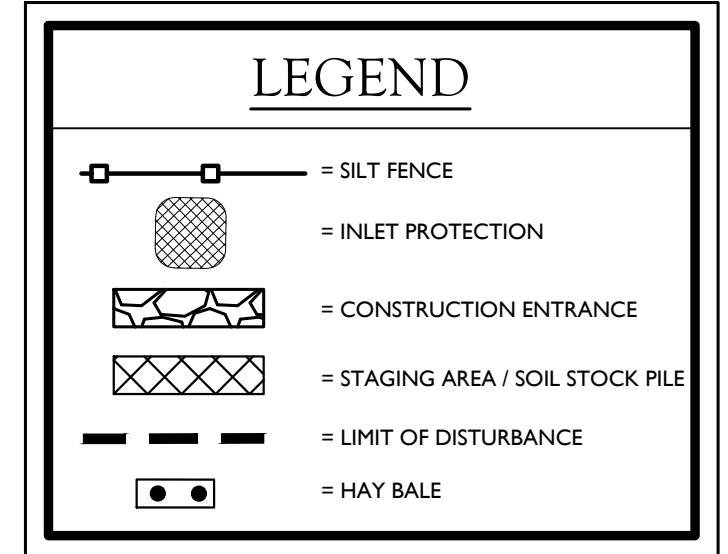 LEGEND
= SILT FENCE
= INLET PROTECTION
= CONSTRUCTION ENTRANCE
= STAGING AREA / SOIL STOCK PILE
= LIMIT OF DISTURBANCE
= HAY BALE